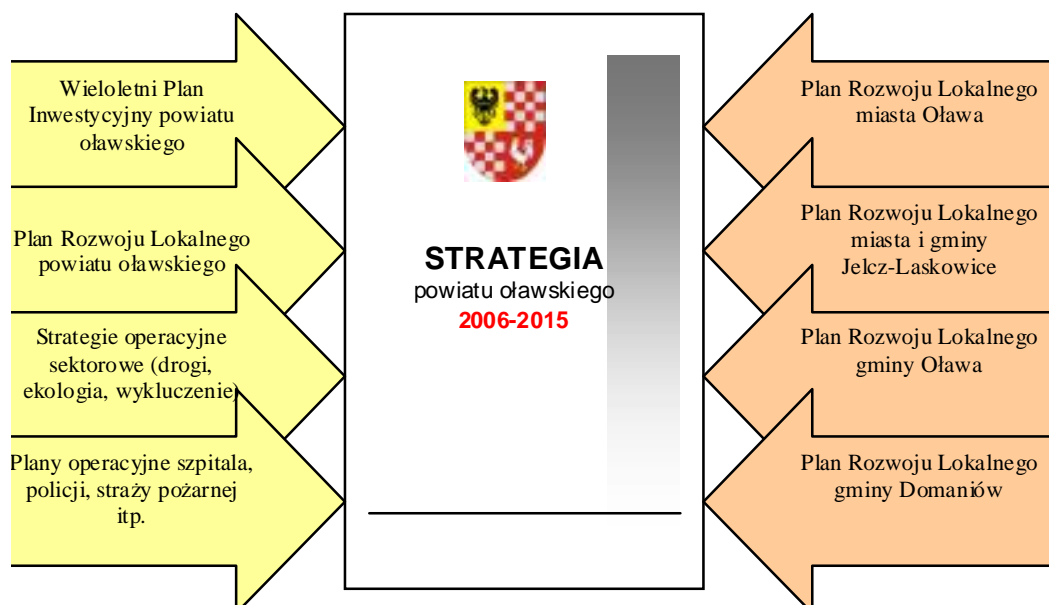 Wieloletni Plan
Inwestycyjny powiatu
oławskiego
Plan Rozwoju Lokalnego
powiatu oławskiego
Strategie operacyjne
sektorowe (drogi,
ekologia, wykluczenie)
Plany operacyjne szpitala,
policji, straży pożarnej
itp.
STRATEGIA
powiatu oławskiego
2006-2015
Plan Rozwoju Lokalnego
miasta Oława
Plan Rozwoju Lokalnego
miasta i gminy
Jelcz-Laskowice
Plan Rozwoju Lokalnego
gminy Oława
Plan Rozwoju Lokalnego
gminy Domaniów